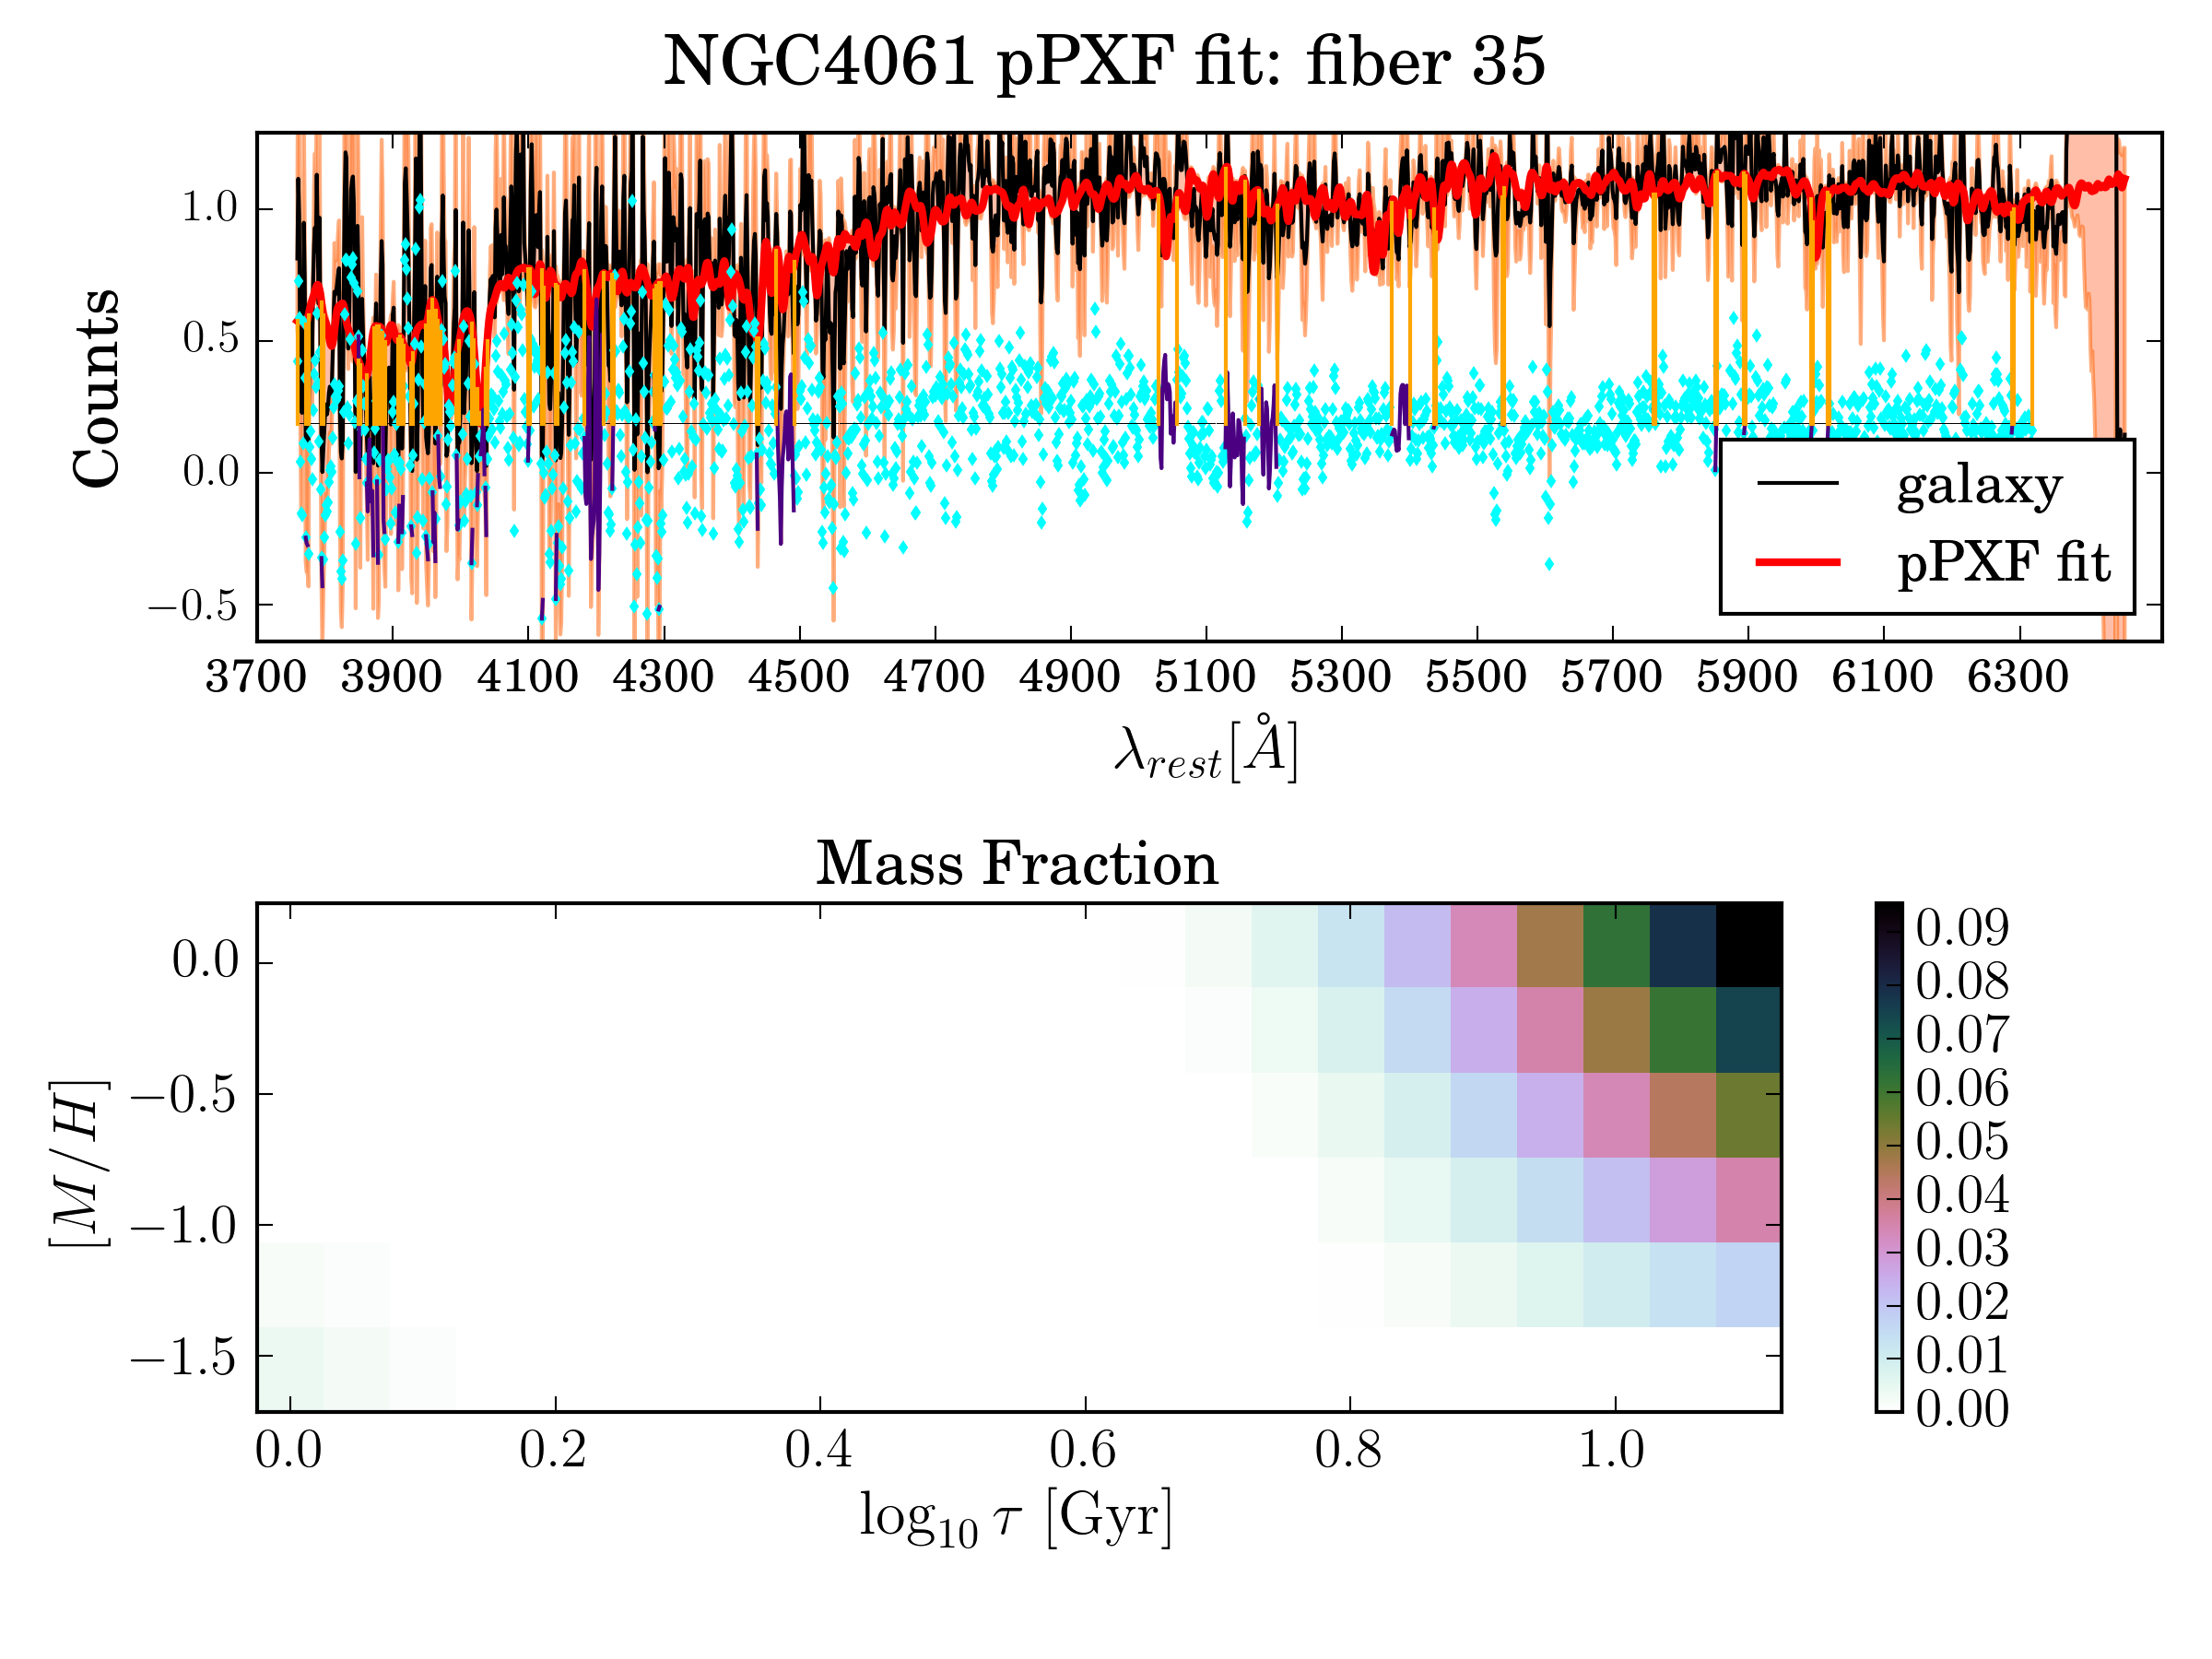 NGC4061 pPXF fit: fiber 35
Counts
1.0
0.5
0.0
−0.5
galaxy
pPXF fit
3700 3900 4100 4300 4500 4700 4900 5100 5300 5500 5700 5900 6100 6300
λrest[Å]
Mass Fraction
[M/H]
0.0
−0.5
−1.0
−1.5
0.0 0.2 0.4 0.6 0.8 1.0
log10 τ [Gyr]
0.09
0.08
0.07
0.06
0.05
0.04
0.03
0.02
0.01
0.00